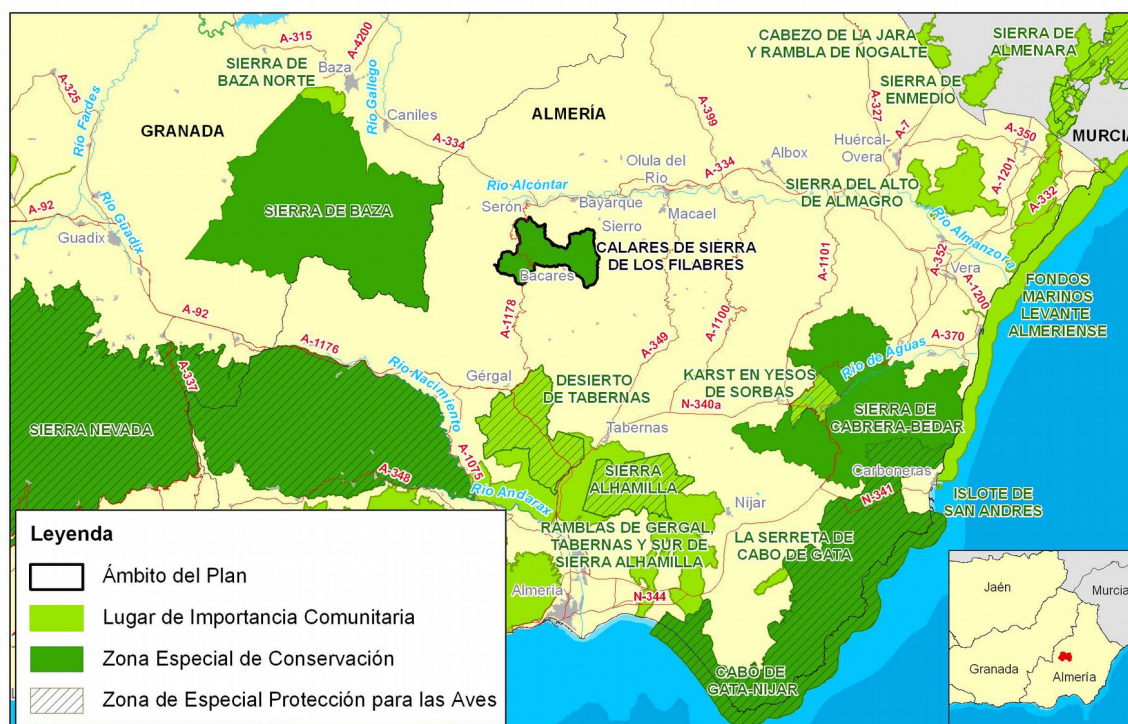 A-315
A-4200
SIERRA DE
BAZA NORTE
Baza
A-325
Río Fardes
Río Gallego
Caniles
GRANADA
ALMERÍA
A-334
A-399
CABEZO DE LA JARA
Y RAMBLA DE NOGALTE
SIERRA DE
ALMENARA
SIERRA DE
ENMEDIO
A-327
A-7
A-350
MURCIA
Huércal-
Overa
A-1201
A-332
Albox
A-334
Olula del
Río
Río Alcóntar
Serón
Bayarque
Macael
Sierro
SIERRA DEL ALTO
DE ALMAGRO
Río Almanzora
A-92
Guadix
Río Guadix
SIERRA DE BAZA
CALARES DE SIERRA
DE LOS FILABRES
Bacares
A-1178
A-1101
A-352
Vera
A-1200
FONDOS
MARINOS
LEVANTE
ALMERIENSE
A-92
A-1176
A-337
Río Nacimiento
Gérgal
A-349
A-1100
A-370
Río de Aguas
DESIERTO
DE TABERNAS
KARST EN YESOS
DE SORBAS
N-340a
SIERRA NEVADA
SIERRA DE
CABRERA-BEDAR
Tabernas
A-1075
A-348
Río Andarax
SIERRA
ALHAMILLA
Carboneras
N-341
ISLOTE DE
SAN ANDRES
Níjar
RAMBLAS DE GERGAL,
TABERNAS Y SUR DE
SIERRA ALHAMILLA
LA SERRETA DE
CABO DE GATA
Almería
N-344
CABO DE
GATA-NIJAR
Leyenda
Ámbito del Plan
Lugar de Importancia Comunitaria
Zona Especial de Conservación
Zona de Especial Protección para las Aves
Jaén
Murcia
Granada
Almería